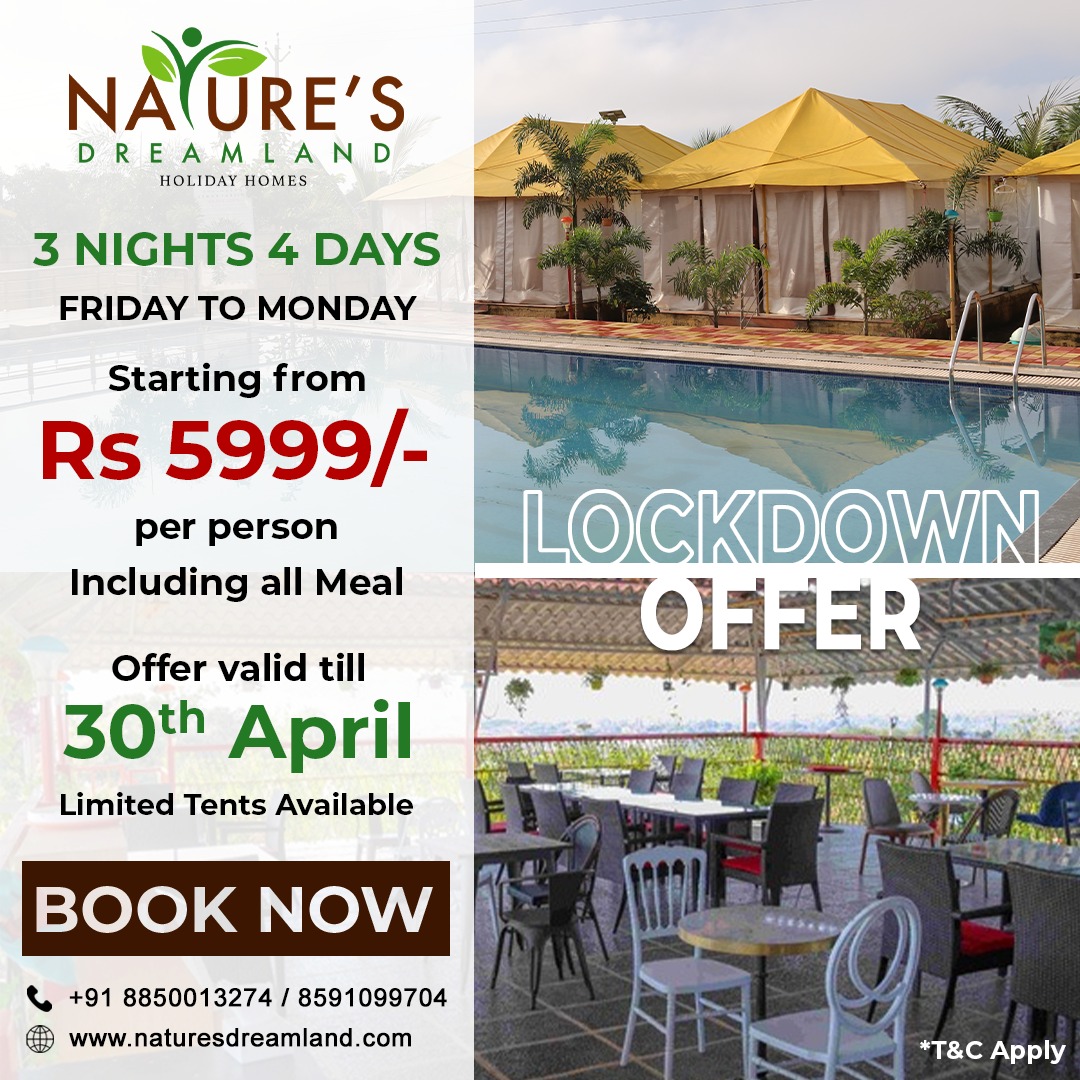 NATURE'S
DREAMLAND
HOLIDAY HOMES
3 NIGHTS 4 DAYS
FRIDAY TO MONDAY
Starting from
Rs 5999/-
per person
Including all Meal
Offer valid till
30th April
Limited Tents Available
BOOK NOW
+91 8850013274 / 8591099704
www.naturesdreamland.com
LOCKDOWN
OFFER
*T&C Apply